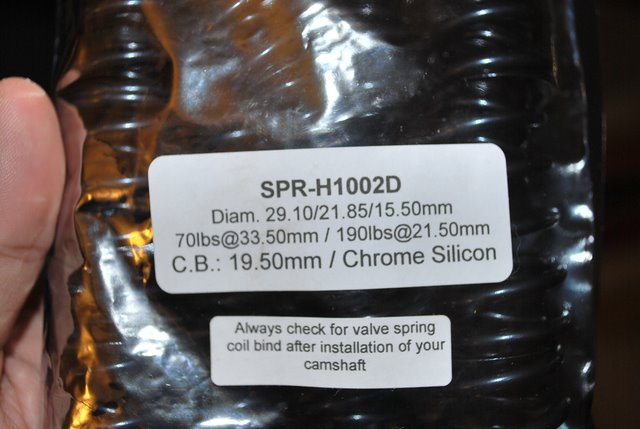 SPR-H1002D
Diam. 29.10/21.85/15.50mm
70lbs@33.50mm / 190lbs@21.50mm
C.B.: 19.50mm / Chrome Silicon
Always check for valve spring
coil bind after installation of your
camshaft